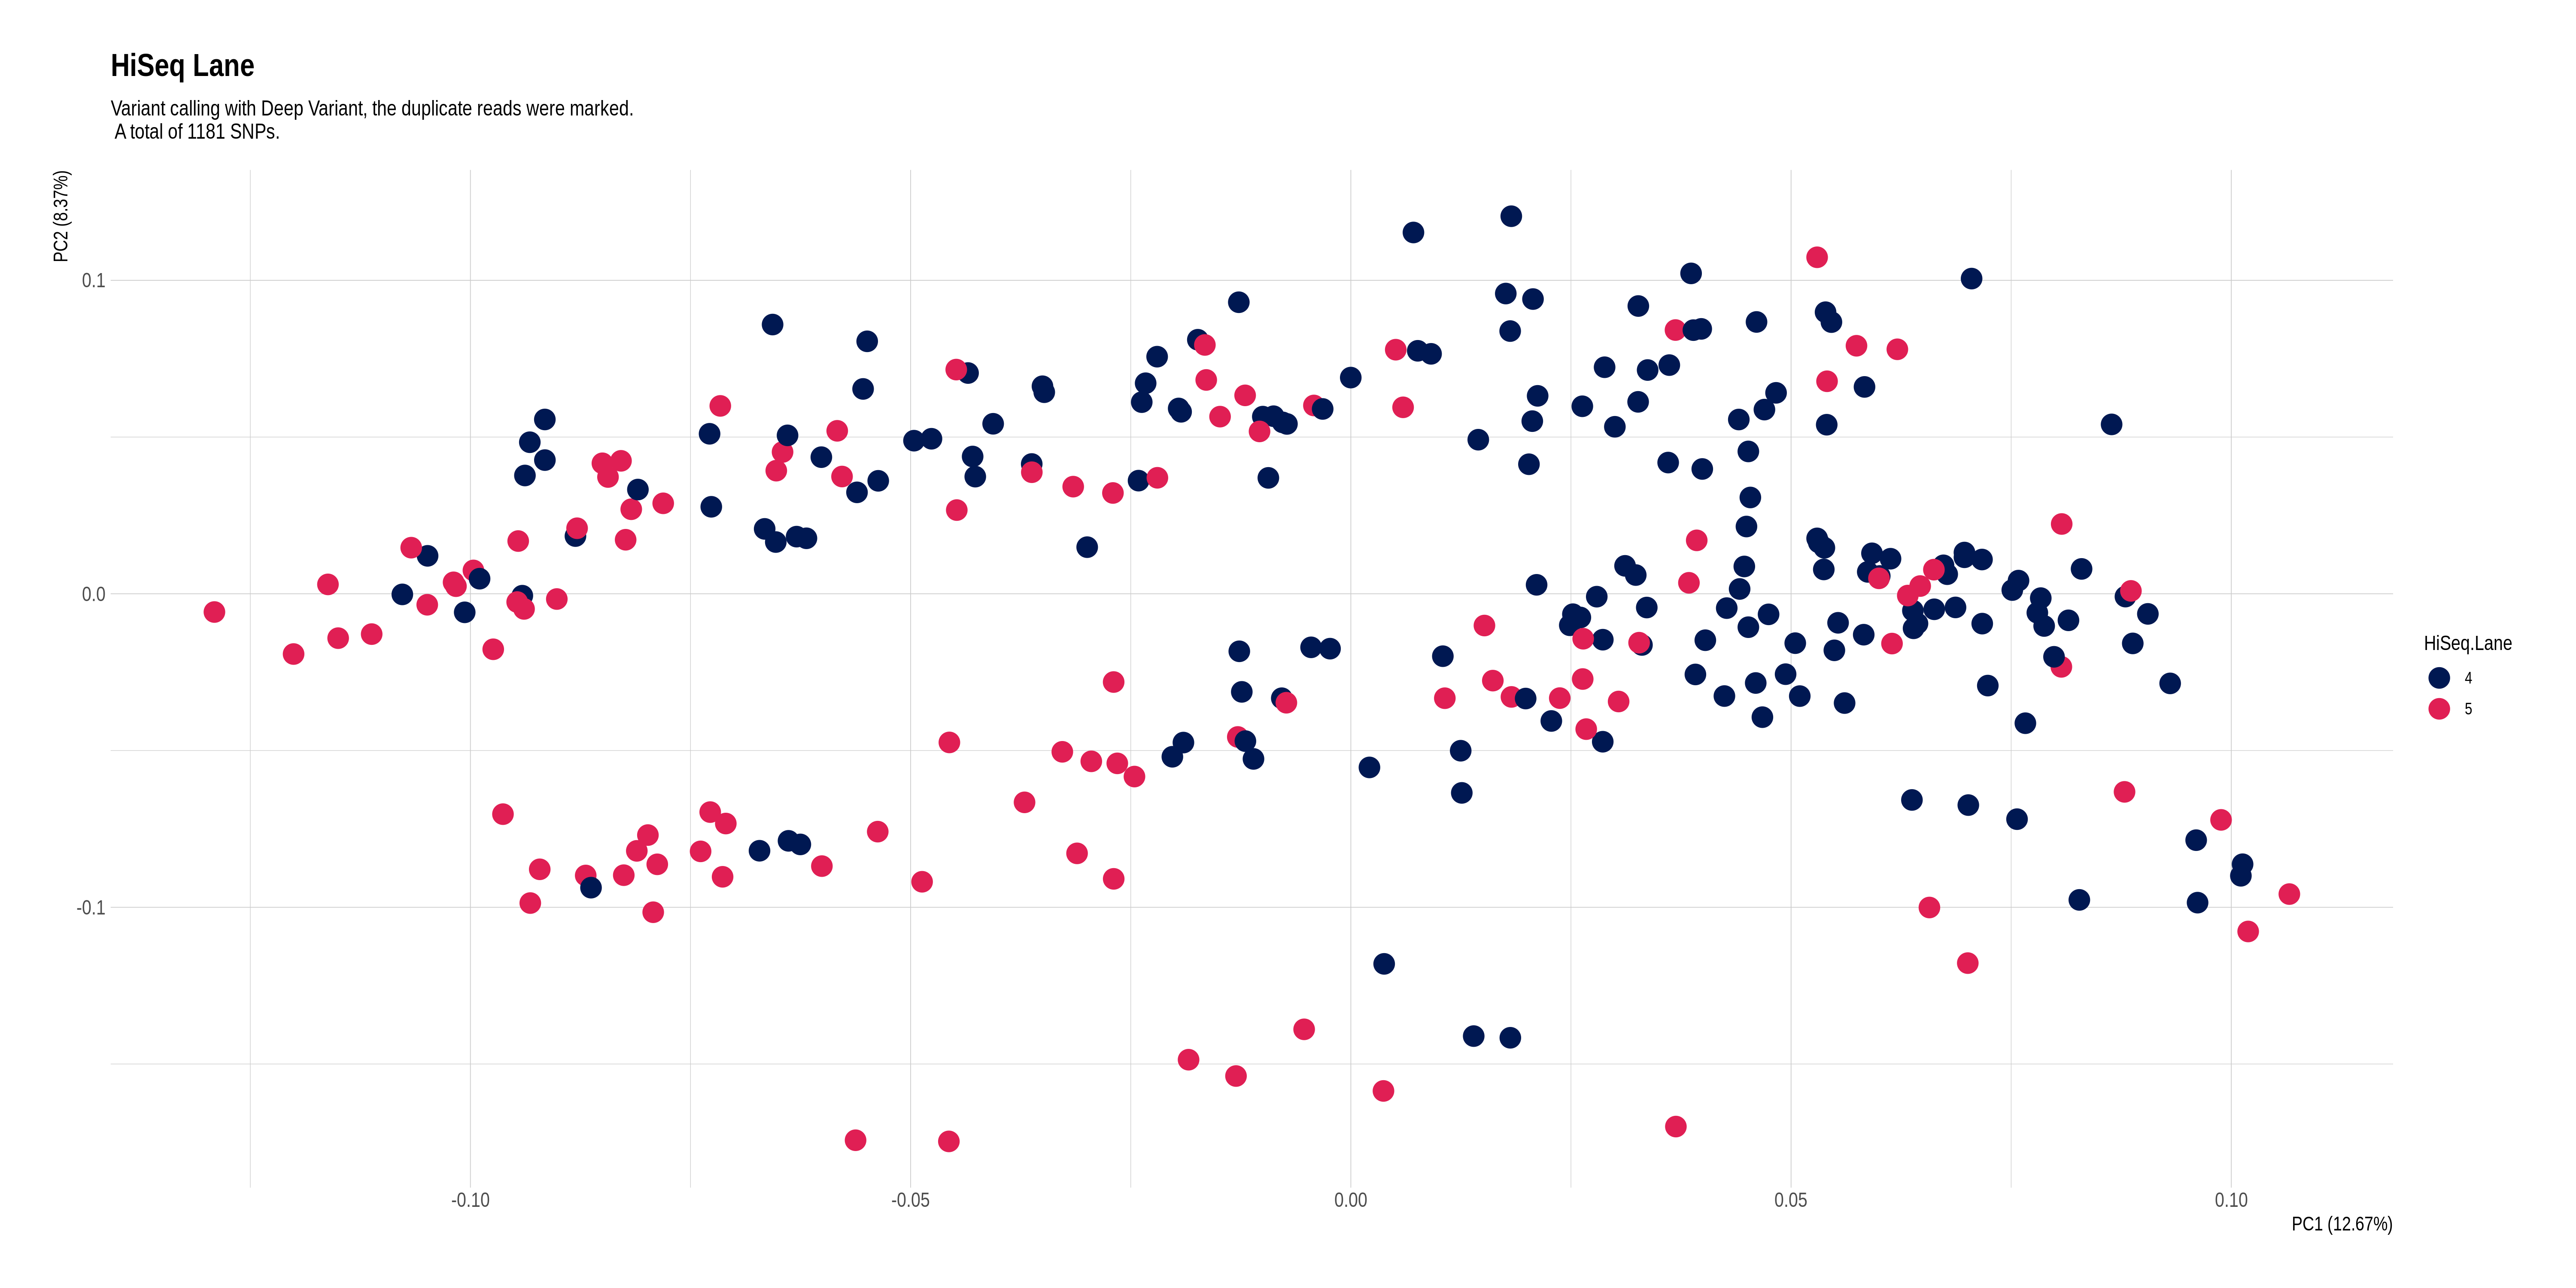 HiSeq Lane
Variant calling with Deep Variant, the duplicate reads were marked.
A total of 1181 SNPs.
PC2 (8.37%)
0.1
0.0
-0.1
HiSeq.Lane
4
5
-0.10
-0.05
0.00
0.05
0.10
PC1 (12.67%)